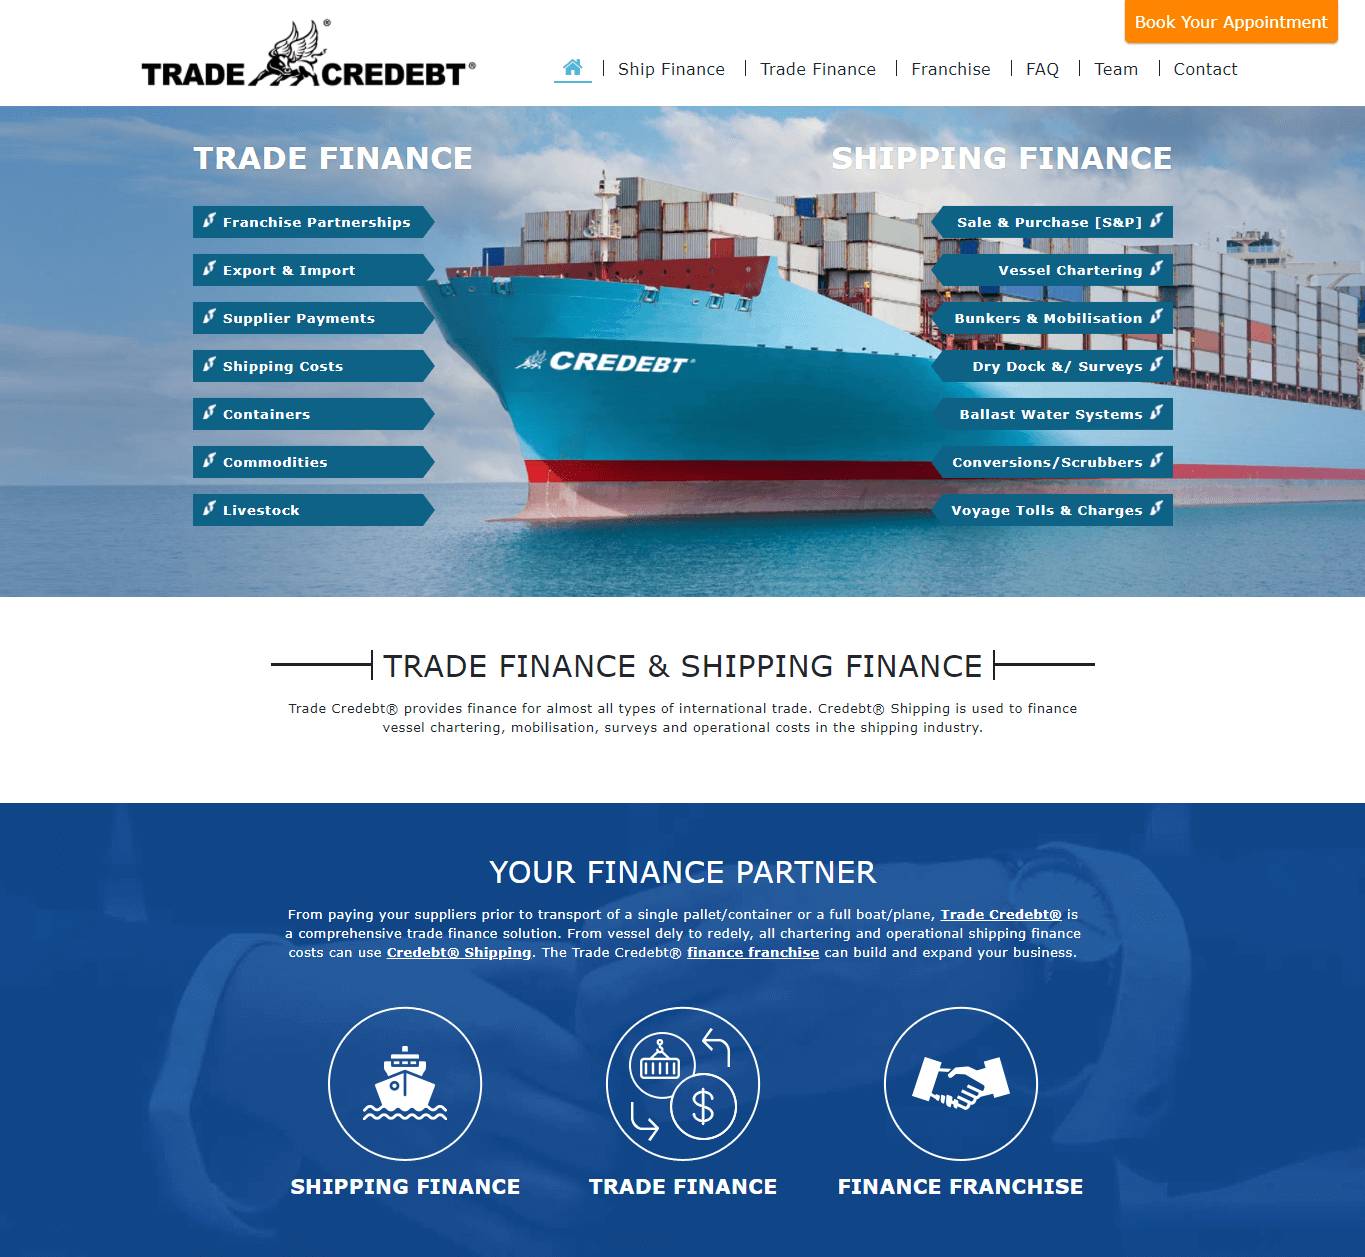 Book Your Appointment
TRADE CREDEBT®
Ship Finance
Trade Finance
Franchise
FAQ
Team
Contact
TRADE FINANCE
Franchise Partnerships
Export & Import
Supplier Payments
Shipping Costs
Containers
Commodities
Livestock
CREDEBT®
SHIPPING FINANCE
Sale & Purchase [S&P]
Vessel Chartering
Bunkers & Mobilisation
Dry Dock &/ Surveys
Ballast Water Systems
Conversions/Scrubbers
Voyage Tolls & Charges
TRADE FINANCE & SHIPPING FINANCE
Trade Credebt® provides finance for almost all types of international trade. Credebt® Shipping is used to finance
vessel chartering, mobilisation, surveys and operational costs in the shipping industry.
YOUR FINANCE PARTNER
From paying your suppliers prior to transport of a single pallet/container or a full boat/plane, Trade Credebt® is
a comprehensive trade finance solution. From vessel dely to redely, all chartering and operational shipping finance
costs can use Credebt® Shipping. The Trade Credebt® finance franchise can build and expand your business.
$
SHIPPING FINANCE
TRADE FINANCE
FINANCE FRANCHISE